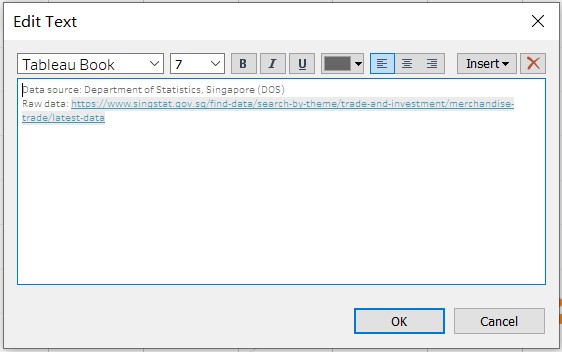 Edit Text
Tableau Book 7 B I U Insert
Data source: Department of Statistics, Singapore (DOS)
Raw data: https://www.singstat.gov.sg/find-data/search-by-theme/trade-and-investment/merchandise-
trade/latest-data
OK Cancel